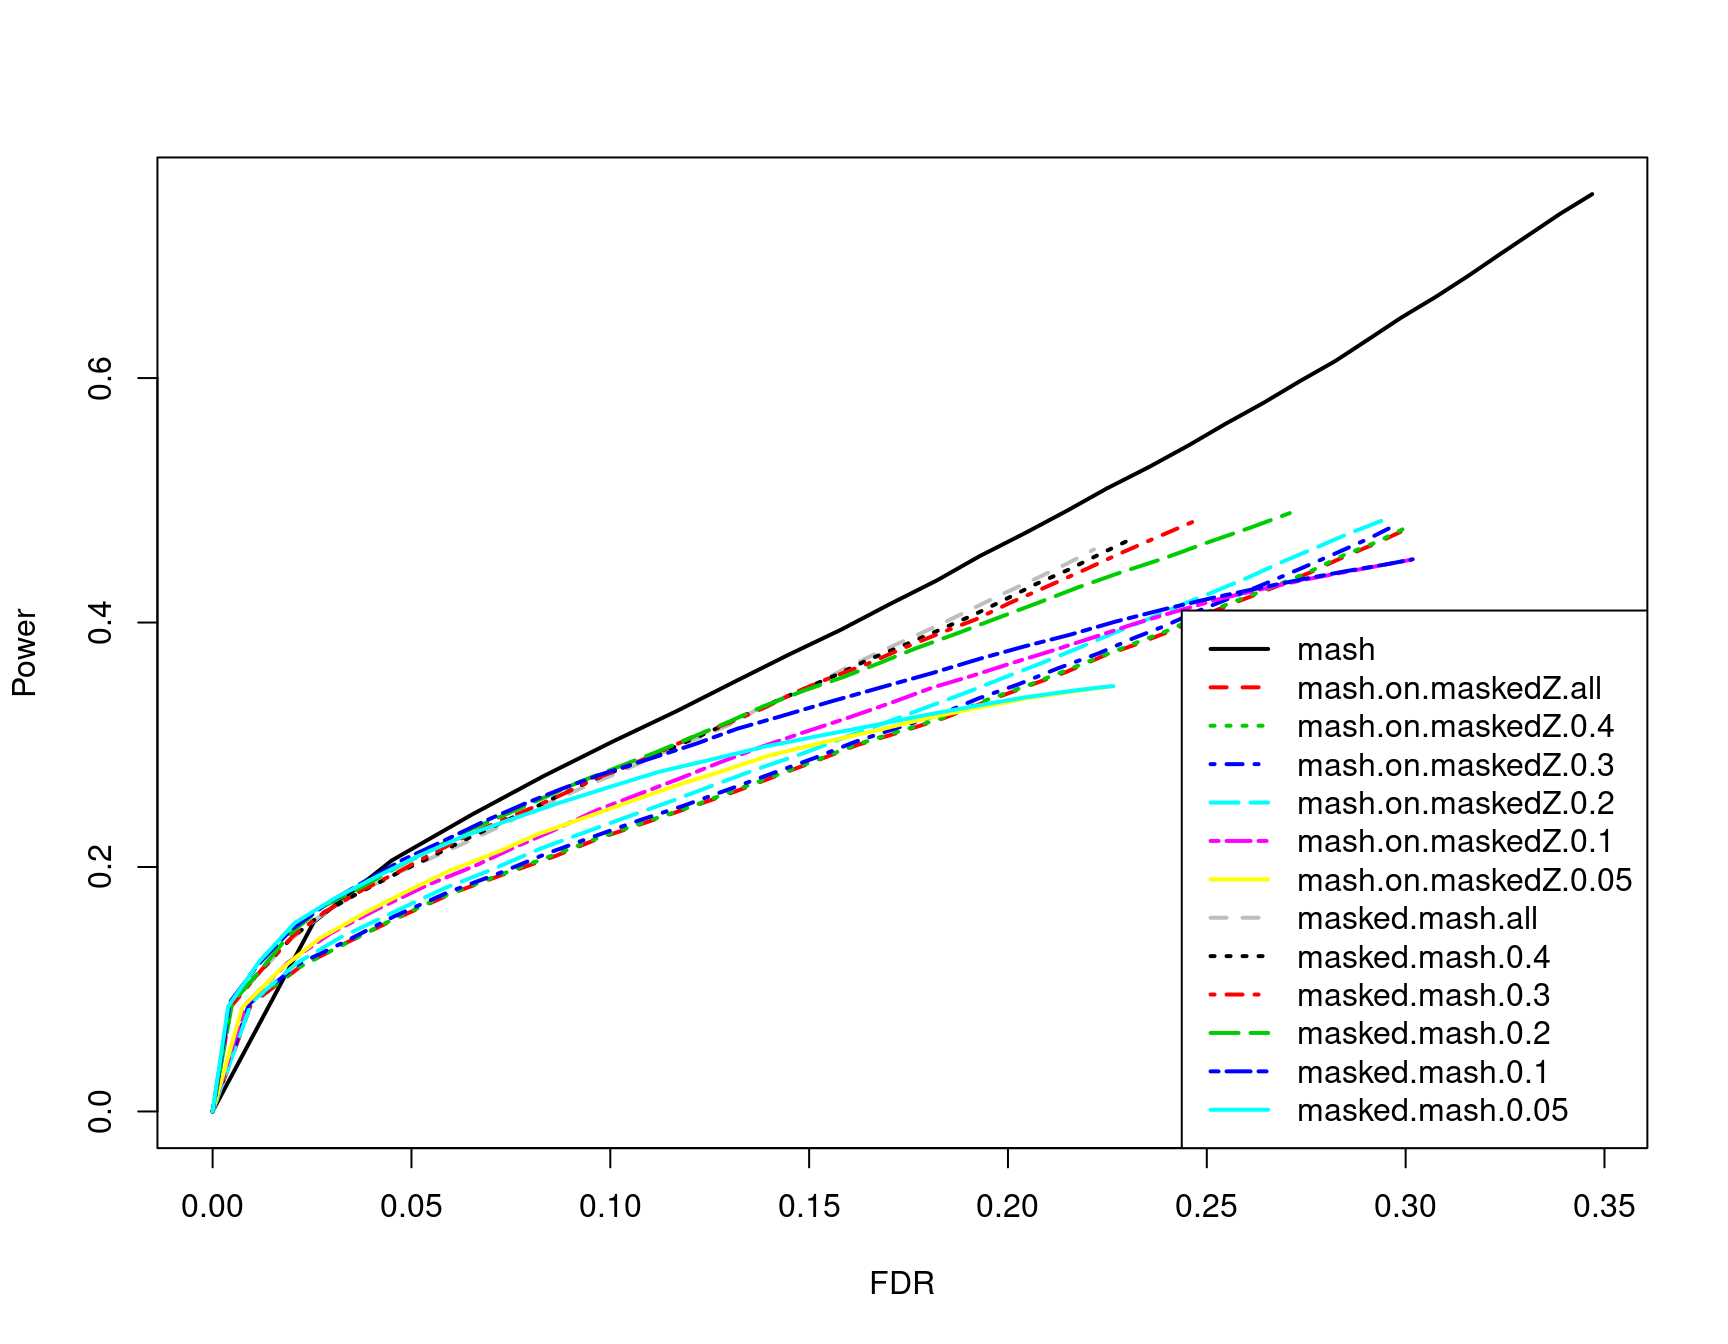 Power
0.0
0.2
0.4
0.6
mash
mash.on.maskedZ.all
mash.on.maskedZ.0.4
mash.on.maskedZ.0.3
mash.on.maskedZ.0.2
mash.on.maskedZ.0.1
mash.on.maskedZ.0.05
masked.mash.all
masked.mash.0.4
masked.mash.0.3
masked.mash.0.2
masked.mash.0.1
masked.mash.0.05
0.00 0.05 0.10 0.15 0.20 0.25 0.30 0.35
FDR